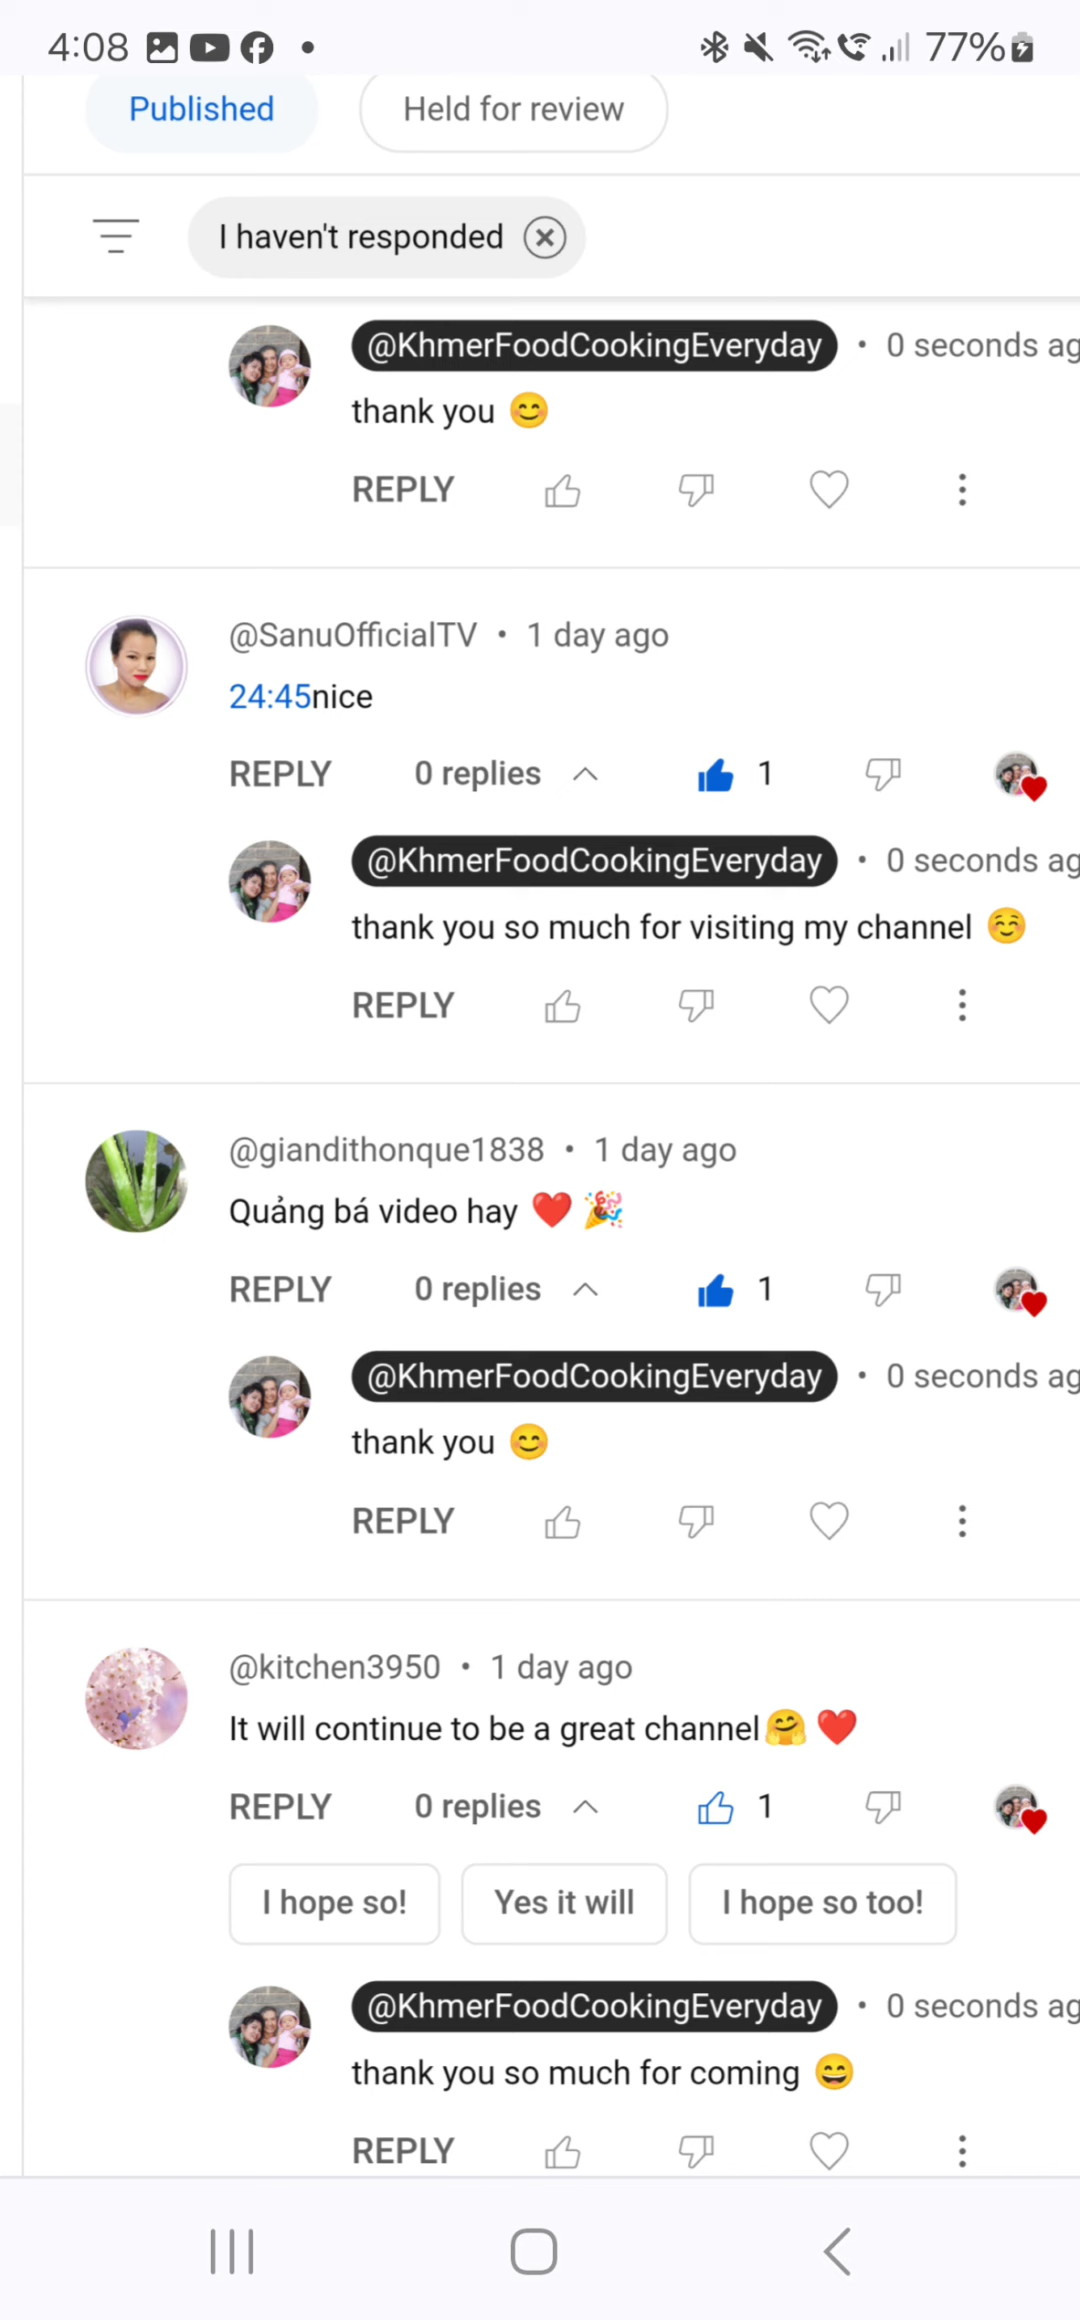 4:08 77%
Published Held for review
I haven't responded
@KhmerFoodCookingEveryday • 0 seconds ag
thank you 😊
REPLY
@SanuOfficialTV • 1 day ago
24:45nice
REPLY 0 replies 1
@KhmerFoodCookingEveryday • 0 seconds ag
thank you so much for visiting my channel ☺️
REPLY
@giandithonque1838 • 1 day ago
Quảng bá video hay ❤️ 🎉
REPLY 0 replies 1
@KhmerFoodCookingEveryday • 0 seconds ag
thank you 😊
REPLY
@kitchen3950 • 1 day ago
It will continue to be a great channel🤗 ❤️
REPLY 0 replies 1
I hope so! Yes it will I hope so too!
@KhmerFoodCookingEveryday • 0 seconds ag
thank you so much for coming 😄
REPLY